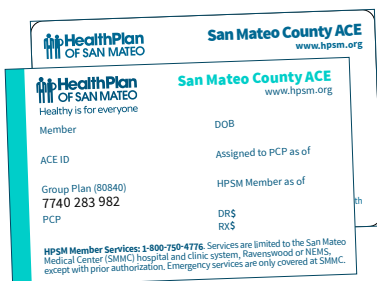 HealthPlan
OF SAN MATEO
San Mateo County ACE
www.hpsm.org
HealthPlan
OF SAN MATEO
Healthy is for everyone
San Mateo County ACE
www.hpsm.org
Member
DOB
ACE ID
Assigned to PCP as of
Group Plan (80840)
7740 283 982
HPSM Member as of
PCP
DR$
RX$
th
HPSM Member Services: 1-800-750-4776. Services are limited to the San Mateo
Medical Center (SMMC) hospital and clinic system, Ravenswood or NEMS,
except with prior authorization. Emergency services are only covered at SMMC.